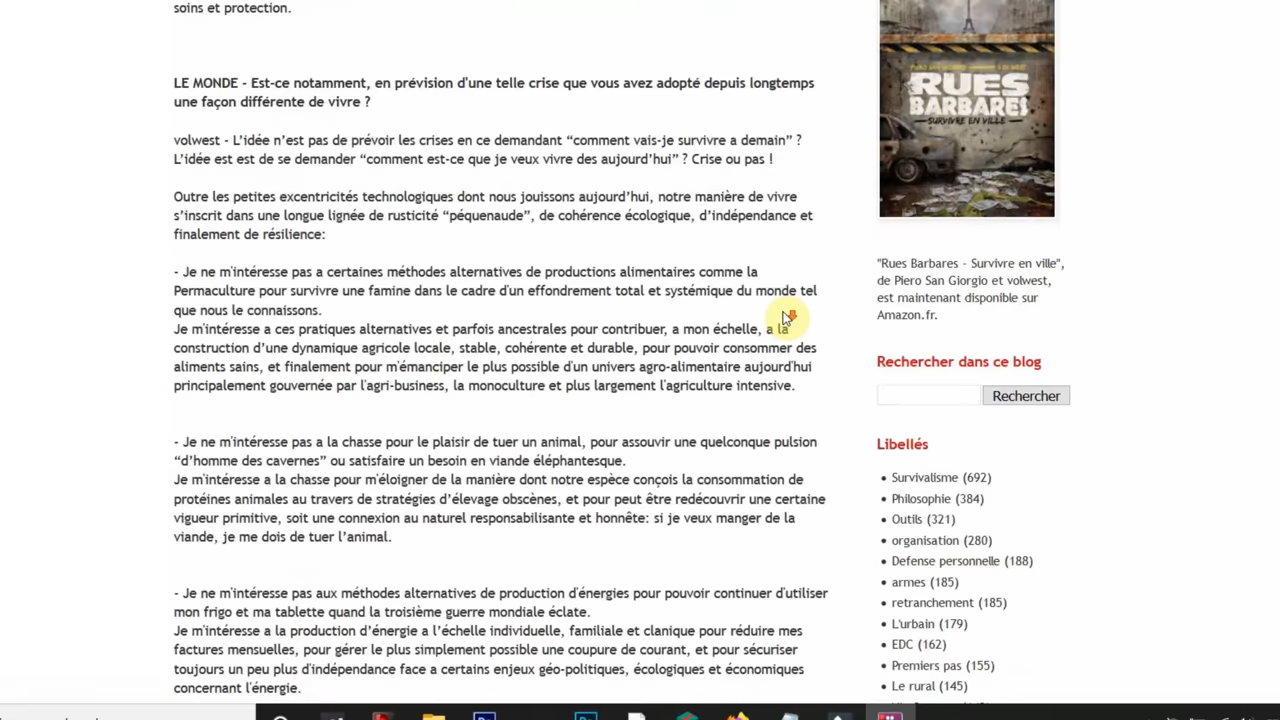 soins et protection.
LE MONDE - Est-ce notamment, en prévision d'une telle crise que vous avez adopté depuis longtemps
une façon différente de vivre ?
volwest - L’idée n’est pas de prévoir les crises en ce demandant “comment vais-je survivre a demain” ?
L’idée est est de se demander “comment est-ce que je veux vivre des aujourd’hui” ? Crise ou pas !
Outre les petites excentricités technologiques dont nous jouissons aujourd’hui, notre manière de vivre
s’inscrit dans une longue lignée de rusticité “péquenaude”, de cohérence écologique, d’indépendance et
finalement de résilience:
- Je ne m'intéresse pas a certaines méthodes alternatives de productions alimentaires comme la
Permaculture pour survivre une famine dans le cadre d'un effondrement total et systémique du monde tel
que nous le connaissons.
Je m'intéresse a ces pratiques alternatives et parfois ancestrales pour contribuer, a mon échelle, a la
construction d’une dynamique agricole locale, stable, cohérente et durable, pour pouvoir consommer des
aliments sains, et finalement pour m'émanciper le plus possible d'un univers agro-alimentaire aujourd'hui
principalement gouvernée par l'agri-business, la monoculture et plus largement l'agriculture intensive.
- Je ne m'intéresse pas a la chasse pour le plaisir de tuer un animal, pour assouvir une quelconque pulsion
“d’homme des cavernes” ou satisfaire un besoin en viande éléphantesque.
Je m'intéresse a la chasse pour m'éloigner de la manière dont notre espèce conçois la consommation de
protéines animales au travers de stratégies d’élevage obscènes, et pour peut être redécouvrir une certaine
vigueur primitive, soit une connexion au naturel responsabilisante et honnête: si je veux manger de la
viande, je me dois de tuer l’animal.
- Je ne m'intéresse pas aux méthodes alternatives de production d'énergies pour pouvoir continuer d'utiliser
mon frigo et ma tablette quand la troisième guerre mondiale éclate.
Je m'intéresse a la production d’énergie a l’échelle individuelle, familiale et clanique pour réduire mes
factures mensuelles, pour gérer le plus simplement possible une coupure de courant, et pour sécuriser
toujours un peu plus d'indépendance face a certains enjeux géo-politiques, écologiques et économiques
concernant l'énergie.
RUES
BARBARES
SURVIVRE EN VILLE
"Rues Barbares - Survivre en ville",
de Piero San Giorgio et volwest,
est maintenant disponible sur
Amazon.fr.
Rechercher dans ce blog
Rechercher
Libellés
Survivalisme (692)
Philosophie (384)
Outils (321)
organisation (280)
Defense personnelle (188)
armes (185)
retranchement (185)
L'urbain (179)
EDC (162)
Premiers pas (155)
Le rural (145)